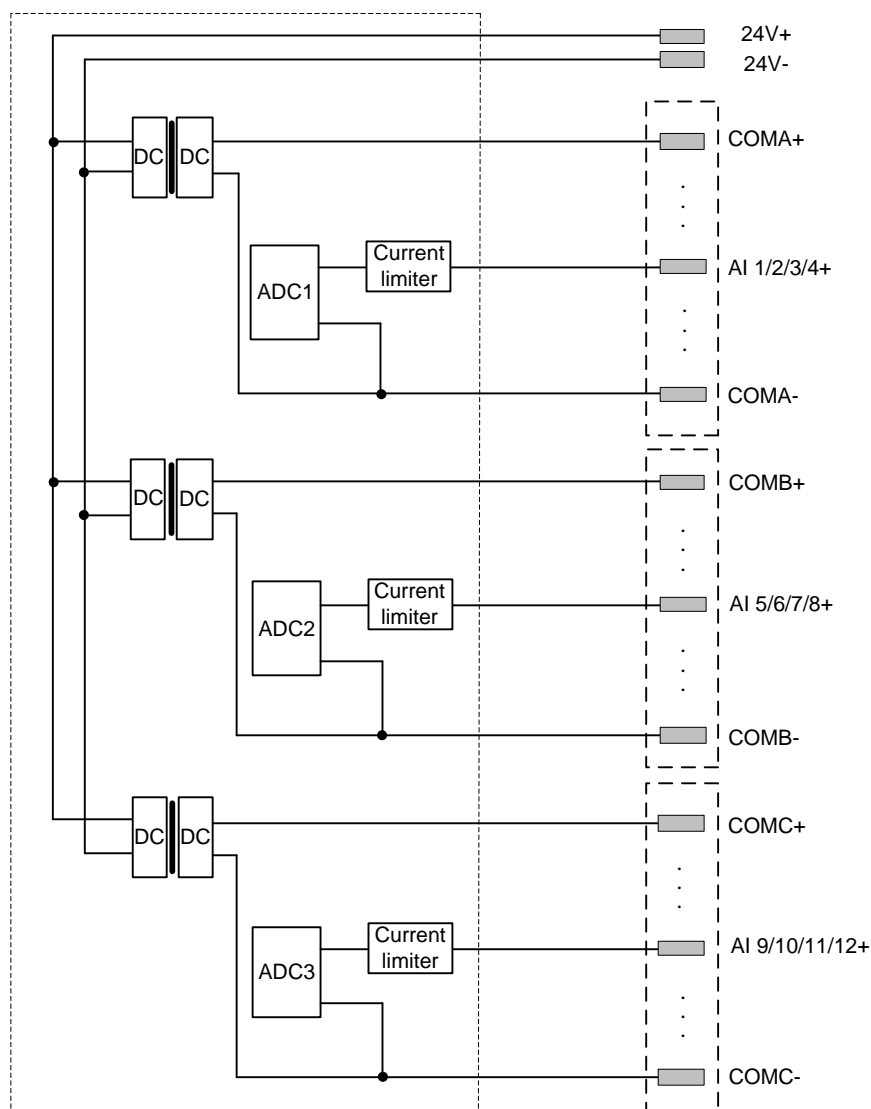 24V+
24V-
DC DC
COMA+
ADC1
Current
limiter
AI 1/2/3/4+
COMA-
DC DC
COMB+
ADC2
Current
limiter
AI 5/6/7/8+
COMB-
DC DC
COMC+
ADC3
Current
limiter
AI 9/10/11/12+
COMC-